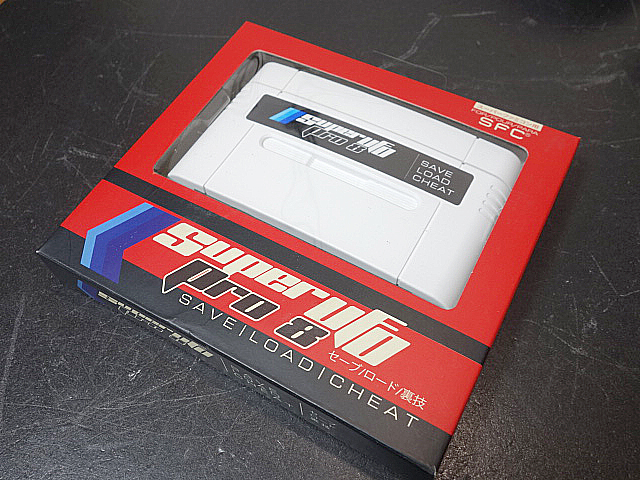 SFC®
superufo
pro 8
SAVE
LOAD
CHEAT
superufo
pro 8
セーブ/ロード/裏技
SAVE|LOAD|CHEAT
superufo